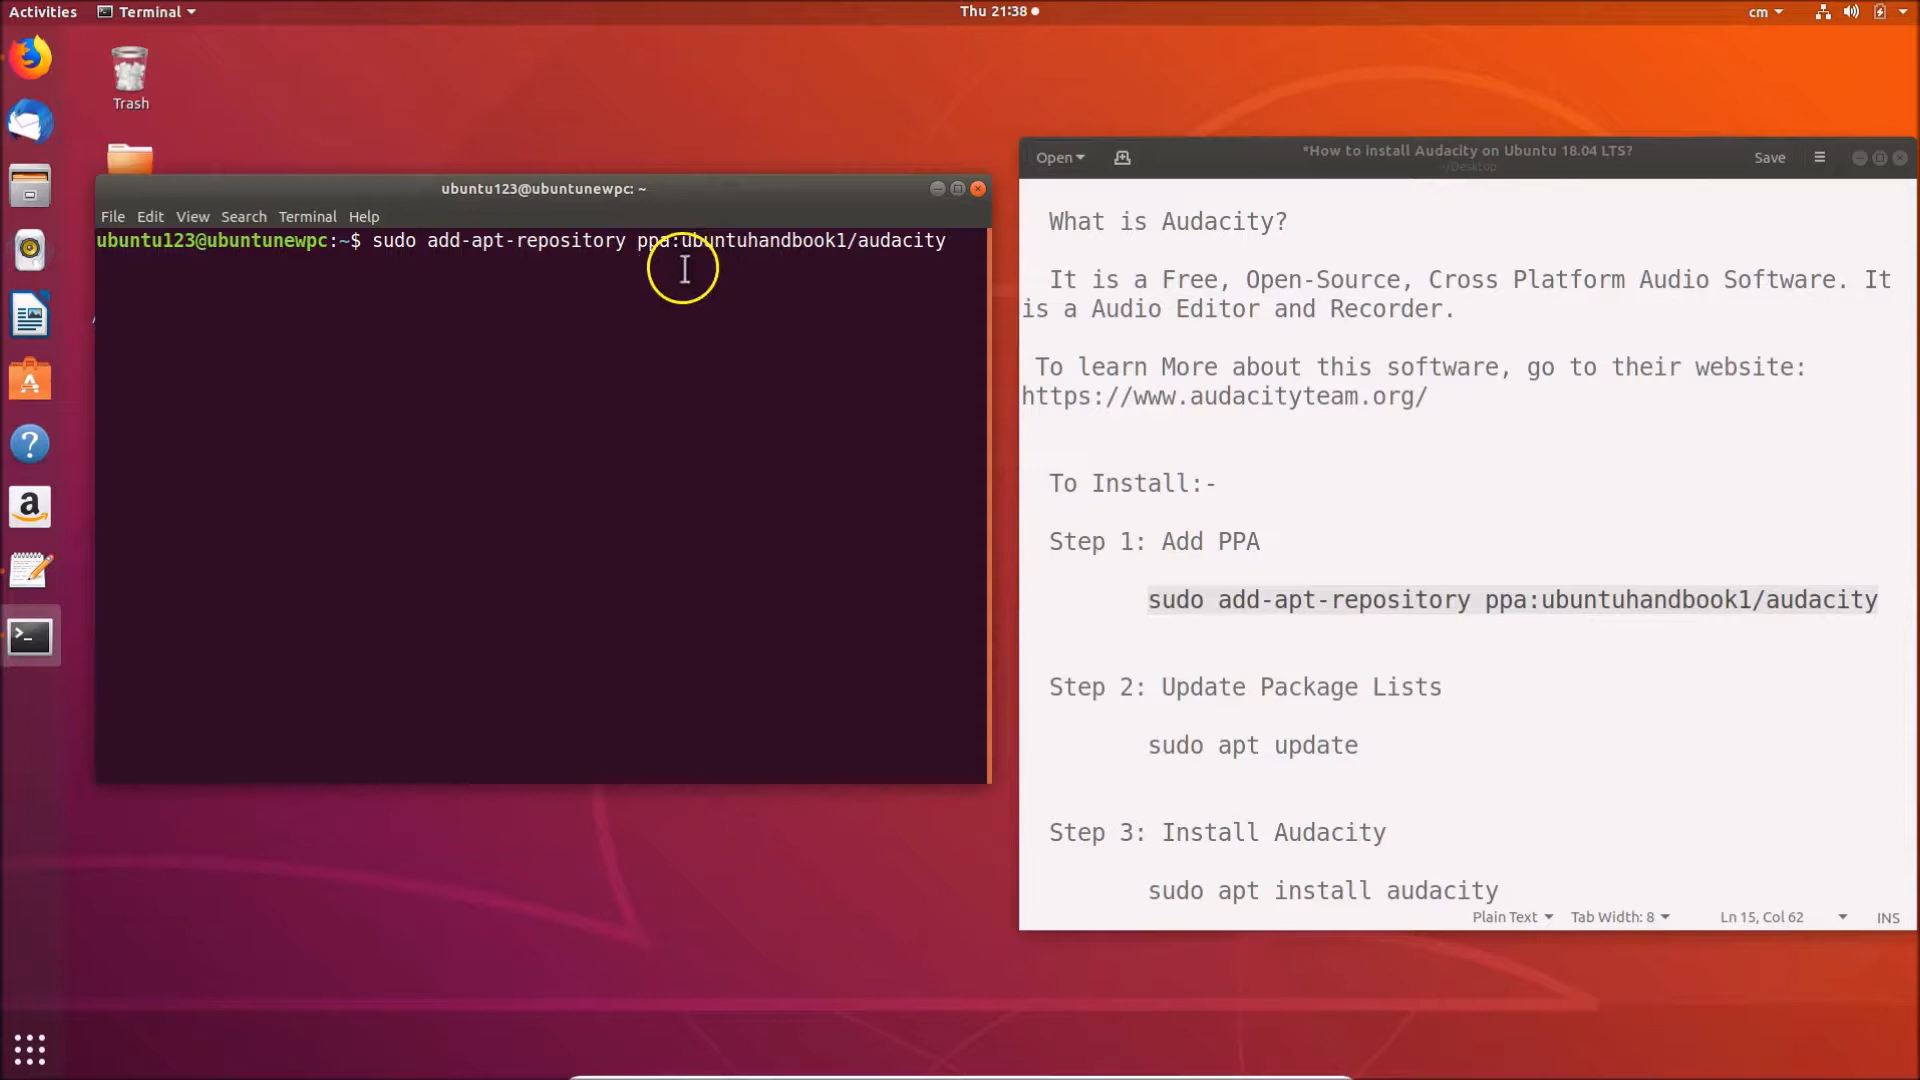 Activities
Terminal
Thu 21:38
cm
Trash
ubuntu123@ubuntunewpc: ~
File Edit View Search Terminal Help
ubuntu123@ubuntunewpc:~$ sudo add-apt-repository ppa:ubuntuhandbook1/audacity
Open
*How to install Audacity on Ubuntu 18.04 LTS?
~/Desktop
Save
What is Audacity?
It is a Free, Open-Source, Cross Platform Audio Software. It
is a Audio Editor and Recorder.
To learn More about this software, go to their website:
https://www.audacityteam.org/
To Install:-
Step 1: Add PPA
sudo add-apt-repository ppa:ubuntuhandbook1/audacity
Step 2: Update Package Lists
sudo apt update
Step 3: Install Audacity
sudo apt install audacity
Plain Text Tab Width: 8 Ln 15, Col 62 INS